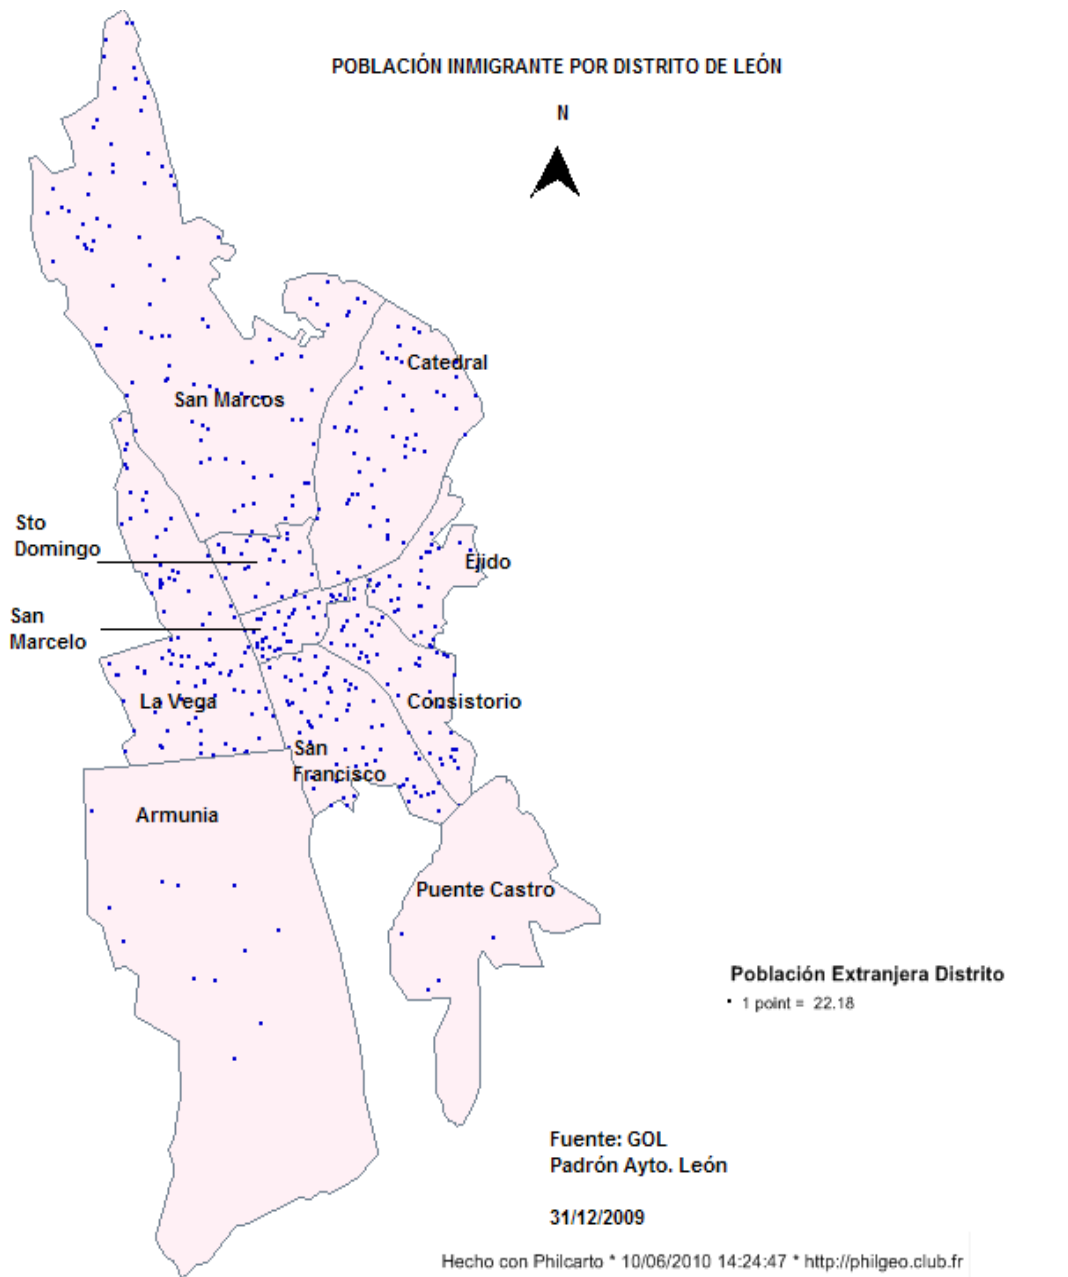 POBLACIÓN INMIGRANTE POR DISTRITO DE LEÓN
N
Catedral
San Marcos
Sto
Domingo
Ejido
San
Marcelo
La Vega
Consistorio
San
Francisco
Armunia
Puente Castro
Población Extranjera Distrito
1 point = 22.18
Fuente: GOL
Padrón Ayto. León
31/12/2009
Hecho con Philcarto * 10/06/2010 14:24:47 * http://philgeo.club.fr